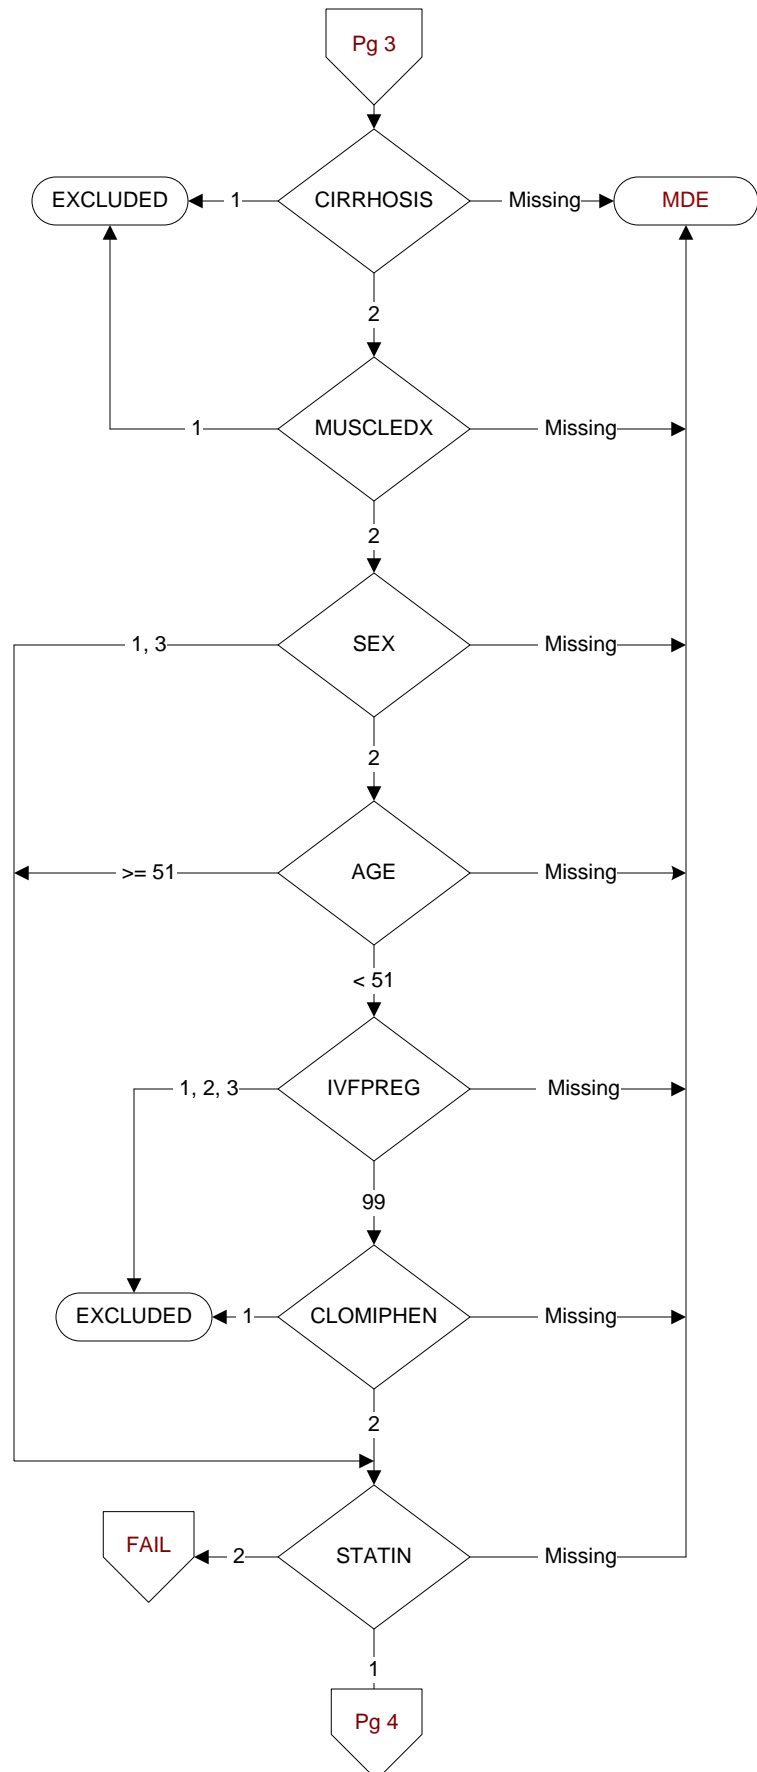 Pg 3
EXCLUDED
1
CIRRHOSIS
Missing
MDE
2
1
MUSCLEDX
Missing
2
1, 3
SEX
Missing
2
>= 51
AGE
Missing
< 51
1, 2, 3
IVFPREG
Missing
99
EXCLUDED
1
CLOMIPHEN
Missing
2
FAIL
2
STATIN
Missing
1
Pg 4